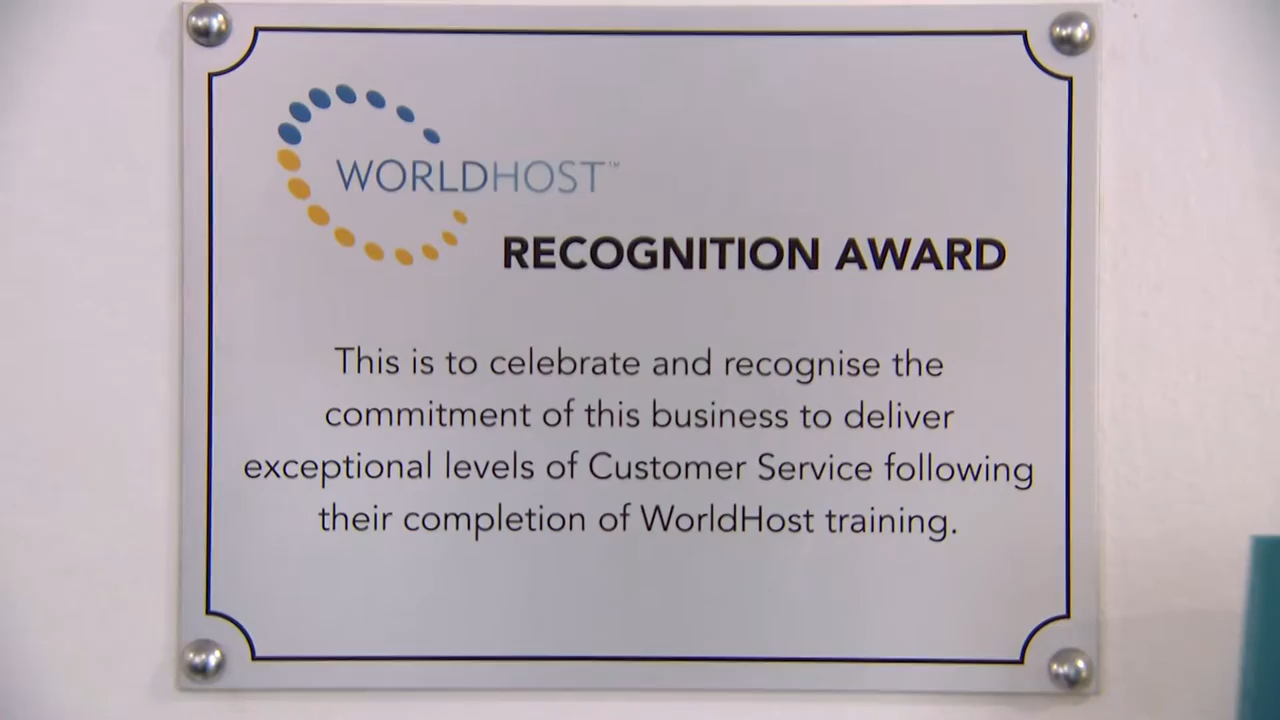 WORLDHOST™
RECOGNITION AWARD
This is to celebrate and recognise the
commitment of this business to deliver
exceptional levels of Customer Service following
their completion of WorldHost training.